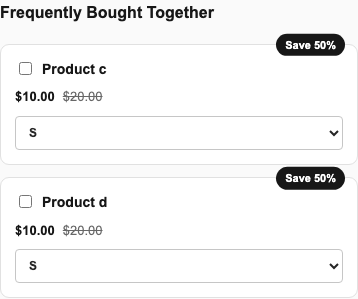 Frequently Bought Together
Save 50%
Product c
$10.00 $20.00
S
Save 50%
Product d
$10.00 $20.00
S